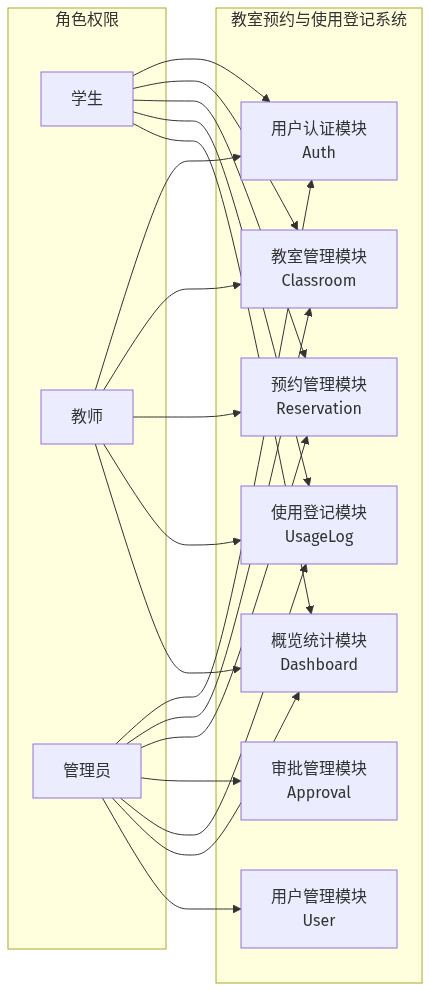 角色权限
教室预约与使用登记系统
学生
教师
管理员
用户认证模块
Auth
教室管理模块
Classroom
预约管理模块
Reservation
使用登记模块
UsageLog
概览统计模块
Dashboard
审批管理模块
Approval
用户管理模块
User